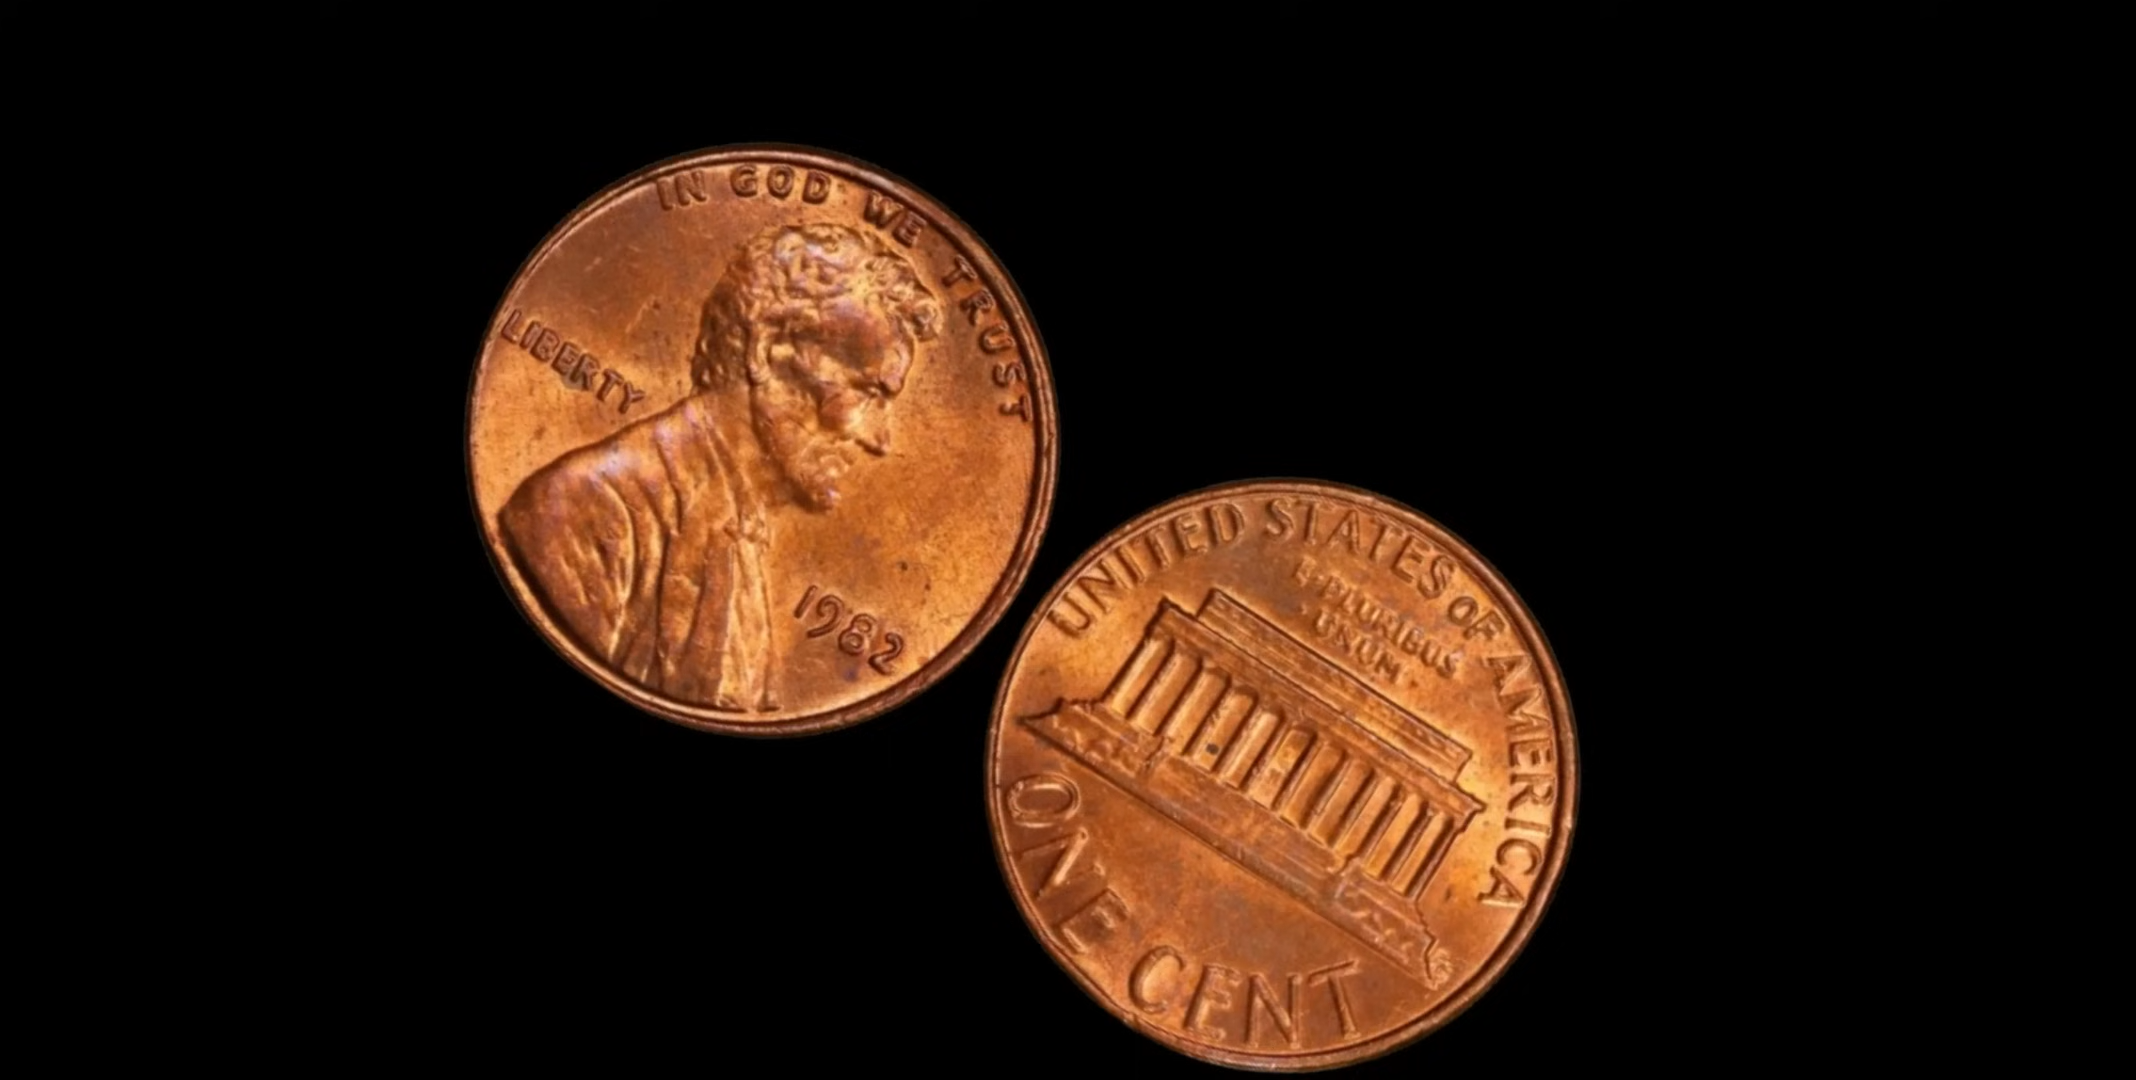 IN GOD WE TRUST
LIBERTY
1982
UNITED STATES OF AMERICA
E·PLURIBUS
·UNUM·
ONE CENT